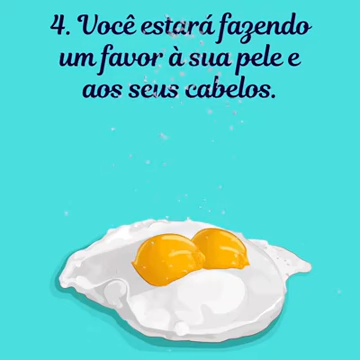 4. Você estará fazendo
um favor à sua pele e
aos seus cabelos.